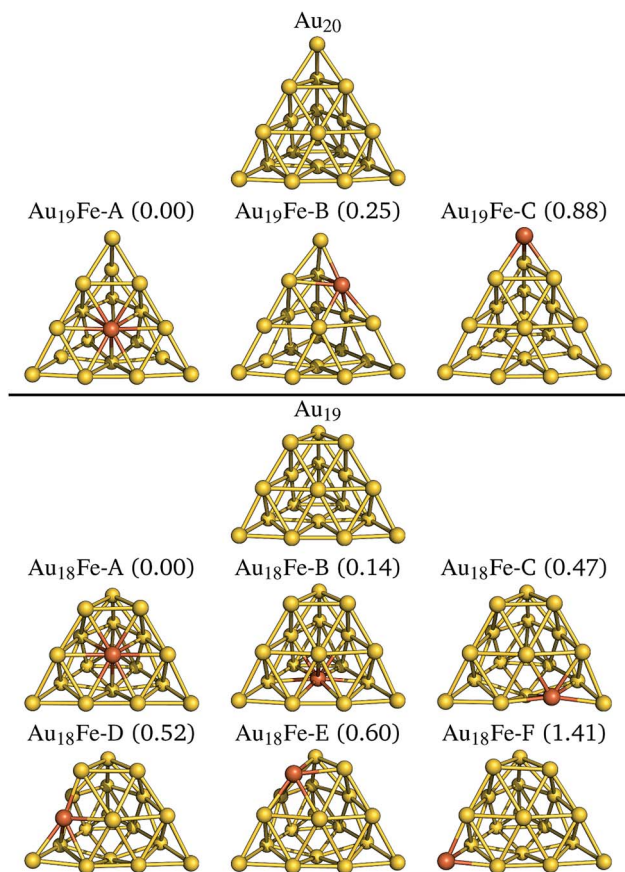 Au₂₀
Au₁₉Fe-A (0.00) Au₁₉Fe-B (0.25) Au₁₉Fe-C (0.88)
Au₁₉
Au₁₈Fe-A (0.00) Au₁₈Fe-B (0.14) Au₁₈Fe-C (0.47)
Au₁₈Fe-D (0.52) Au₁₈Fe-E (0.60) Au₁₈Fe-F (1.41)